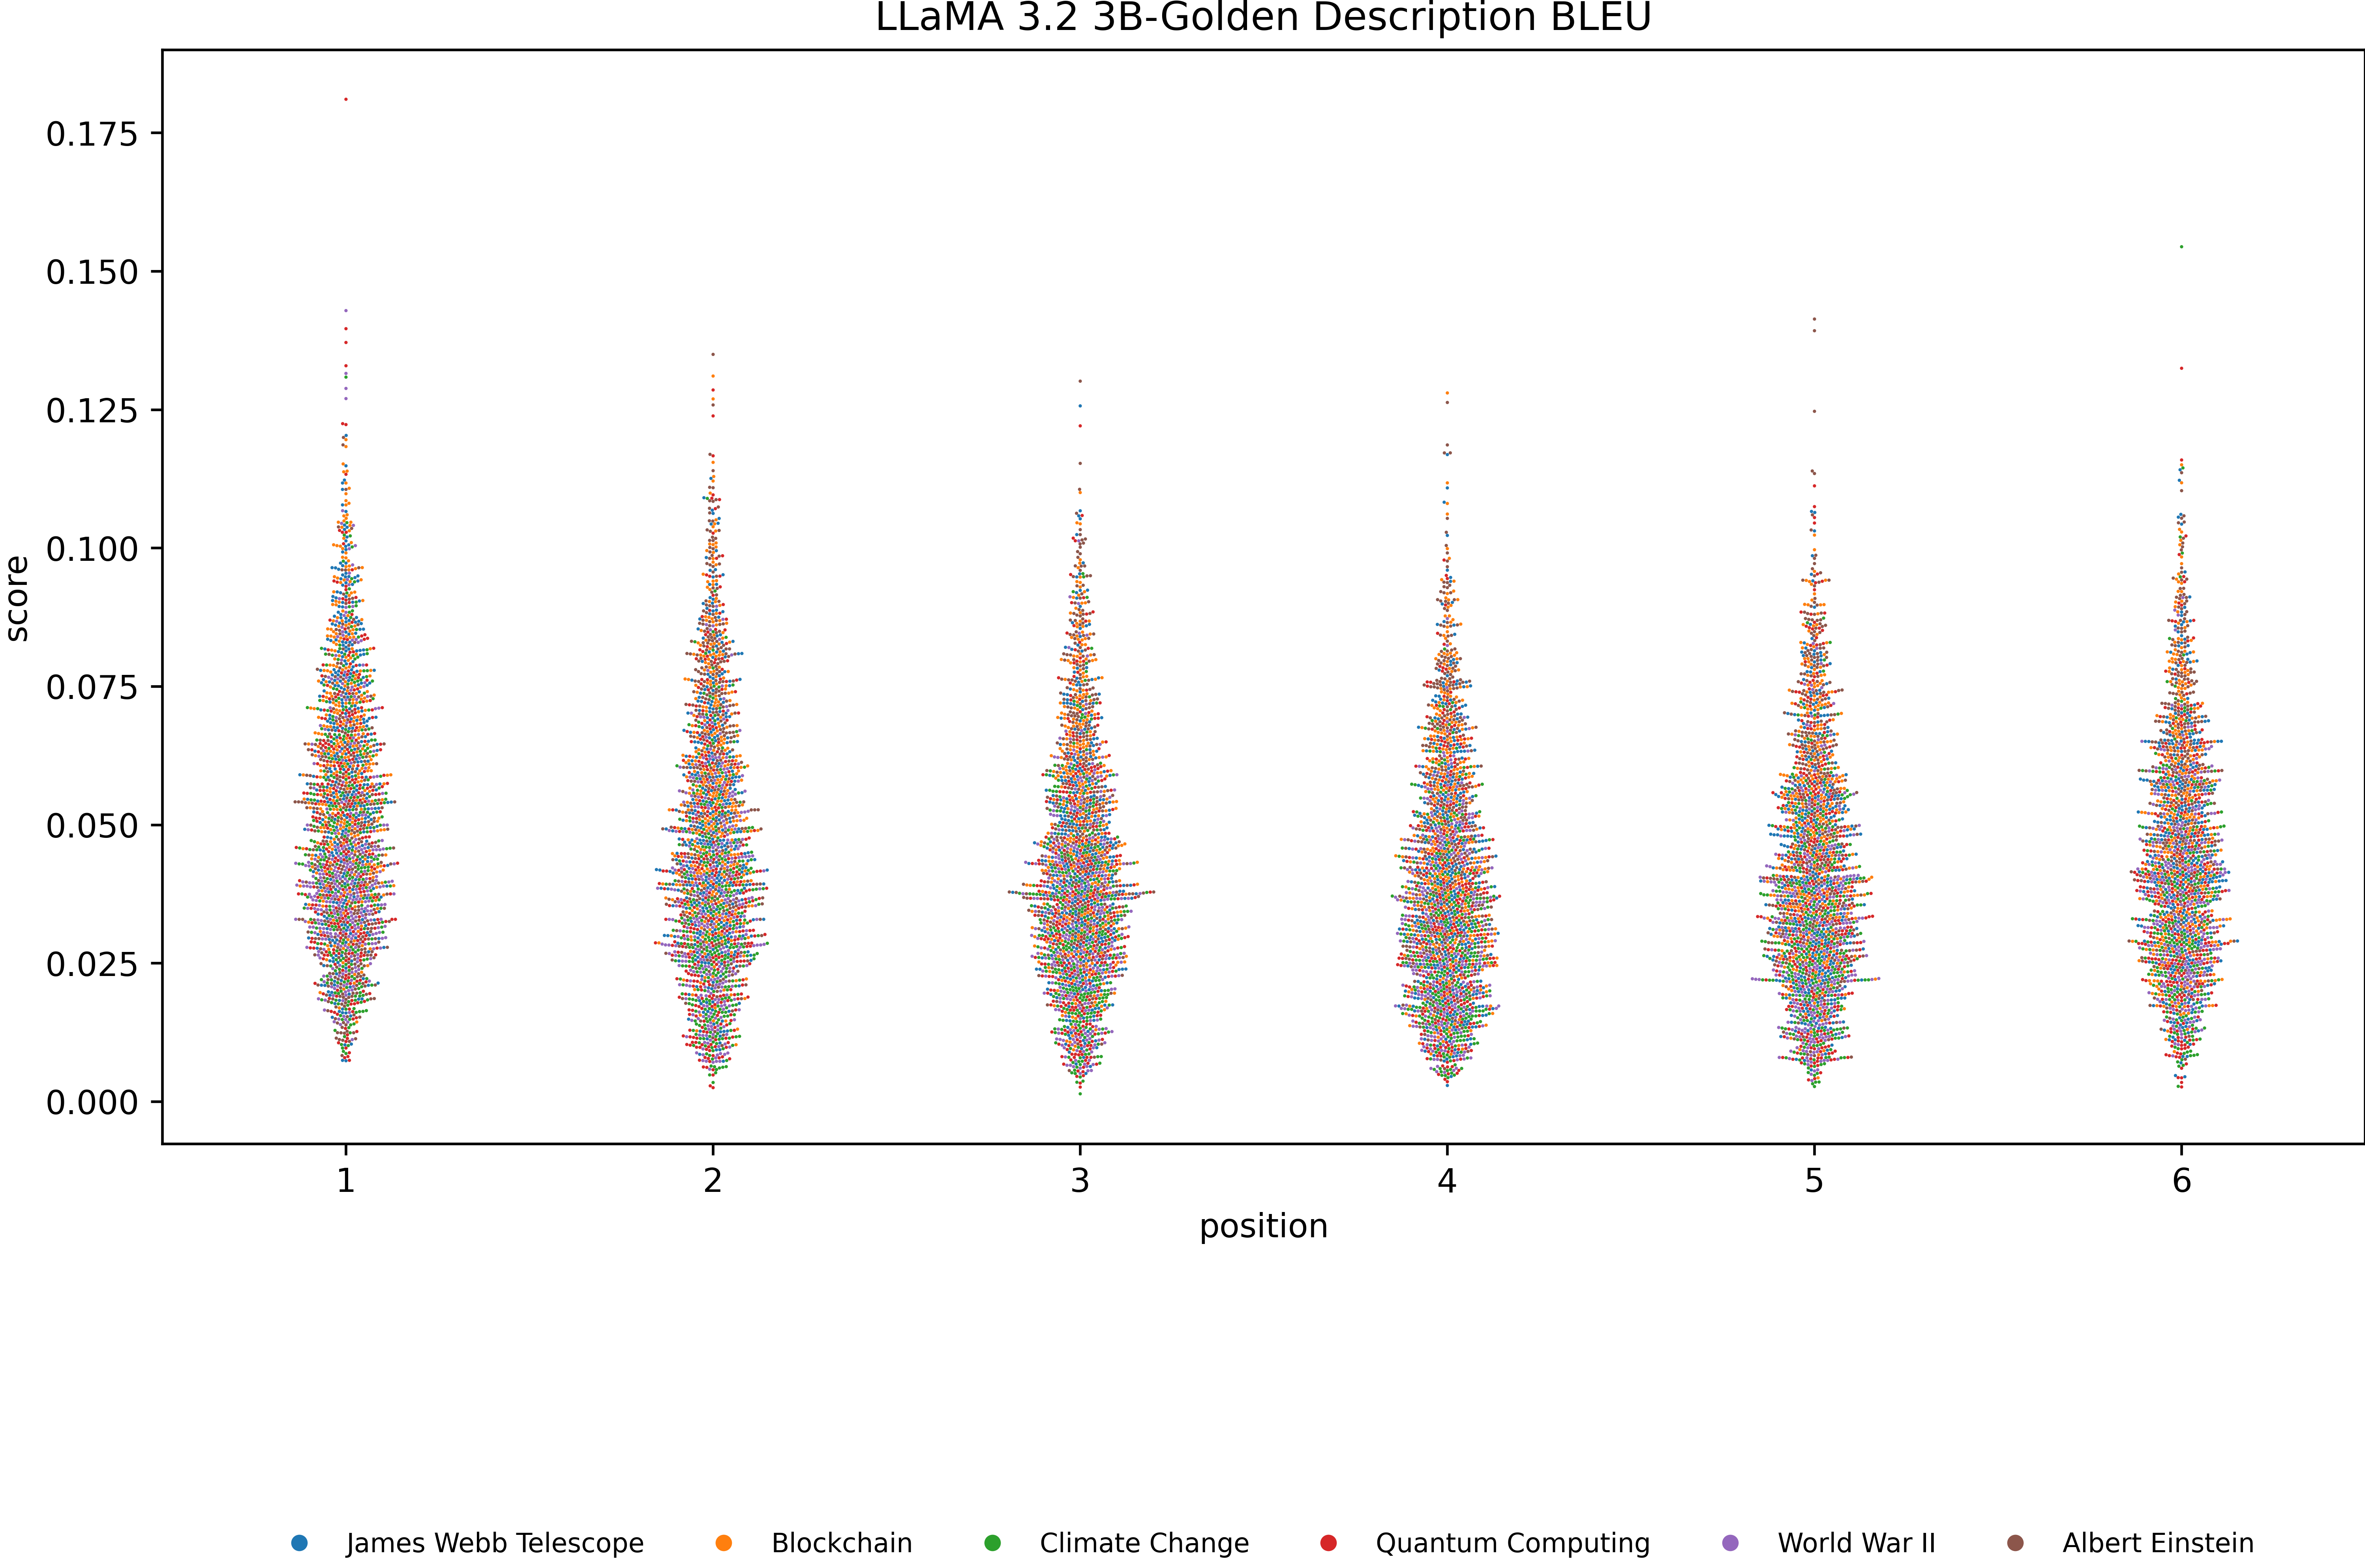 LLaMA 3.2 3B-Golden Description BLEU
score
0.175
0.150
0.125
0.100
0.075
0.050
0.025
0.000
1 2 3 4 5 6
position
James Webb Telescope Blockchain Climate Change Quantum Computing World War II Albert Einstein